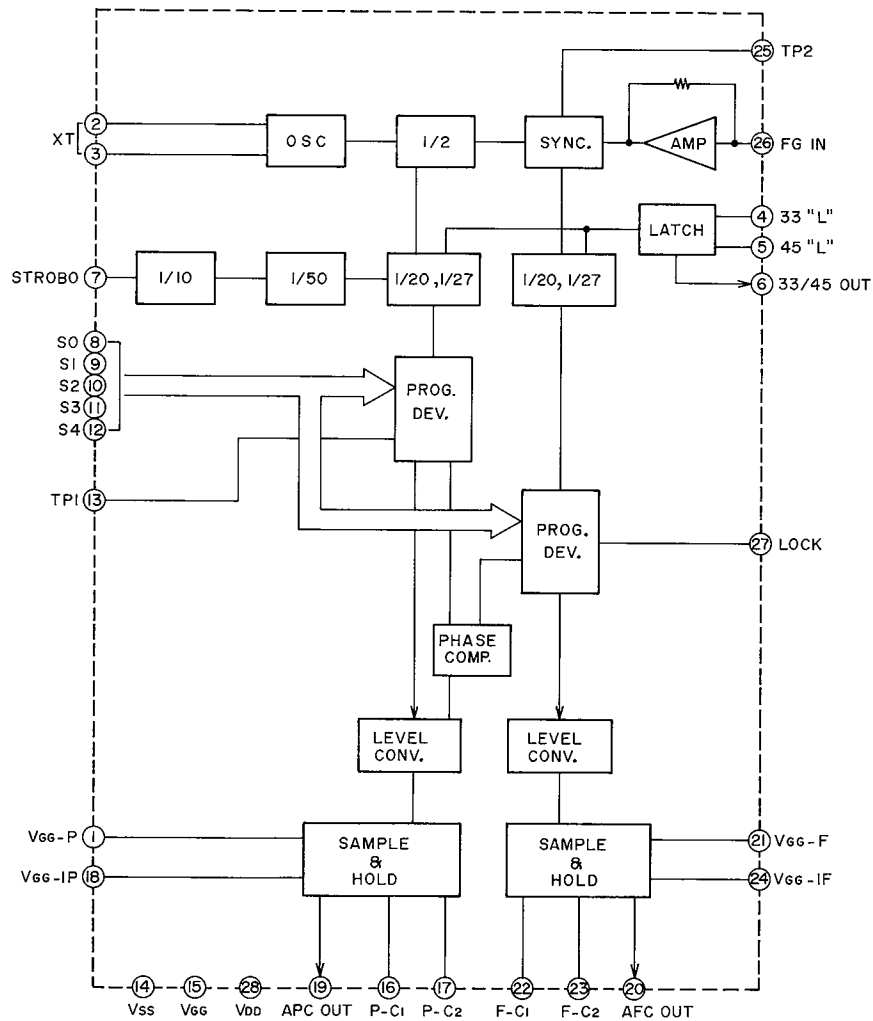 25 TP2
XT
2
3
OSC
1/2
SYNC.
AMP
26 FG IN
LATCH
4 33 "L"
5 45 "L"
6 33/45 OUT
STROBO 7
1/10
1/50
1/20, 1/27
1/20, 1/27
S0 8
S1 9
S2 10
S3 11
S4 12
PROG.
DEV.
TP1 13
PROG.
DEV.
27 LOCK
PHASE
COMP.
LEVEL
CONV.
LEVEL
CONV.
VGG-P 1
VGG-IP 18
SAMPLE
&
HOLD
SAMPLE
&
HOLD
21 VGG-F
24 VGG-IF
14 15 28 19 16 17 22 23 20
VSS VGG VDD APC OUT P-C1 P-C2 F-C1 F-C2 AFC OUT